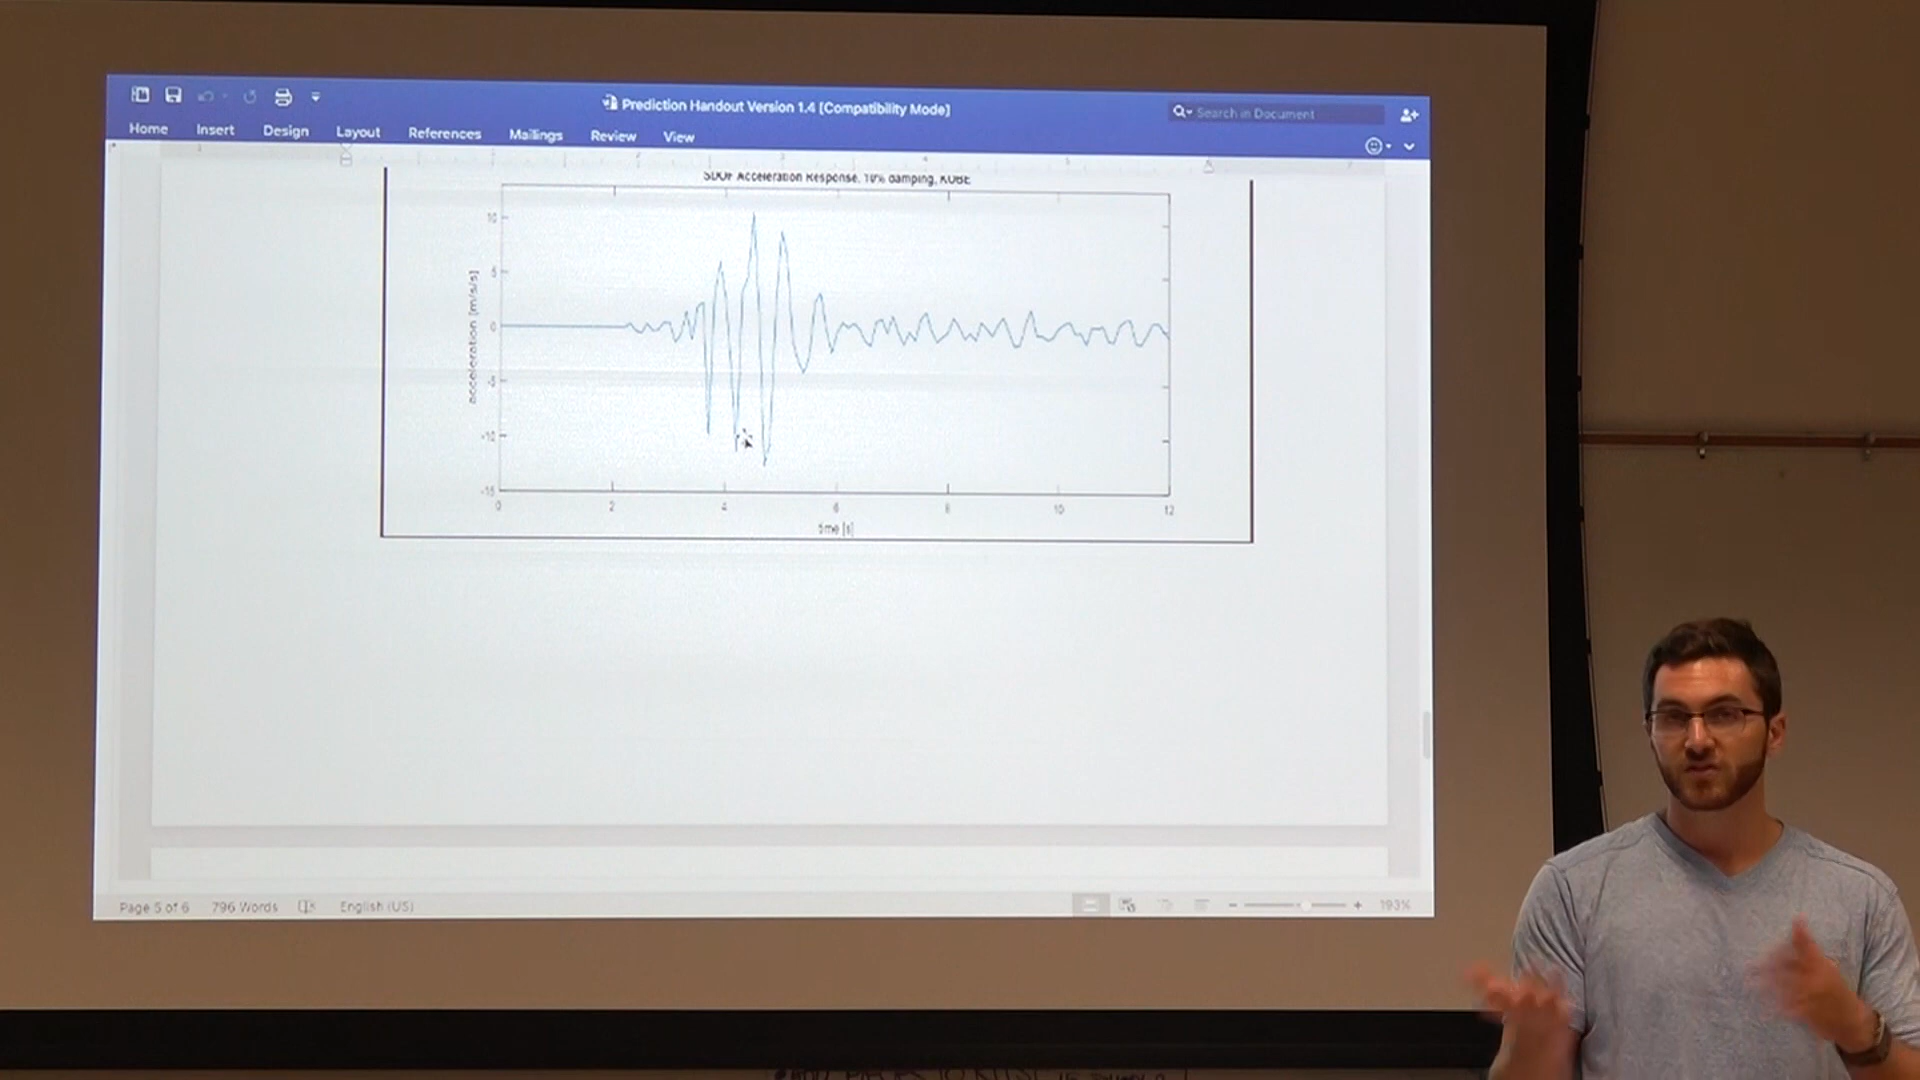 Prediction Handout Version 1.4 [Compatibility Mode]
Search in Document
Home Insert Design Layout References Mailings Review View
SDOF Acceleration Response, 10% damping, KOBE
10
5
0
-5
-10
-15
acceleration [m/s/s]
0 2 4 6 8 10 12
time [s]
Page 5 of 6 796 Words English (US) 193%